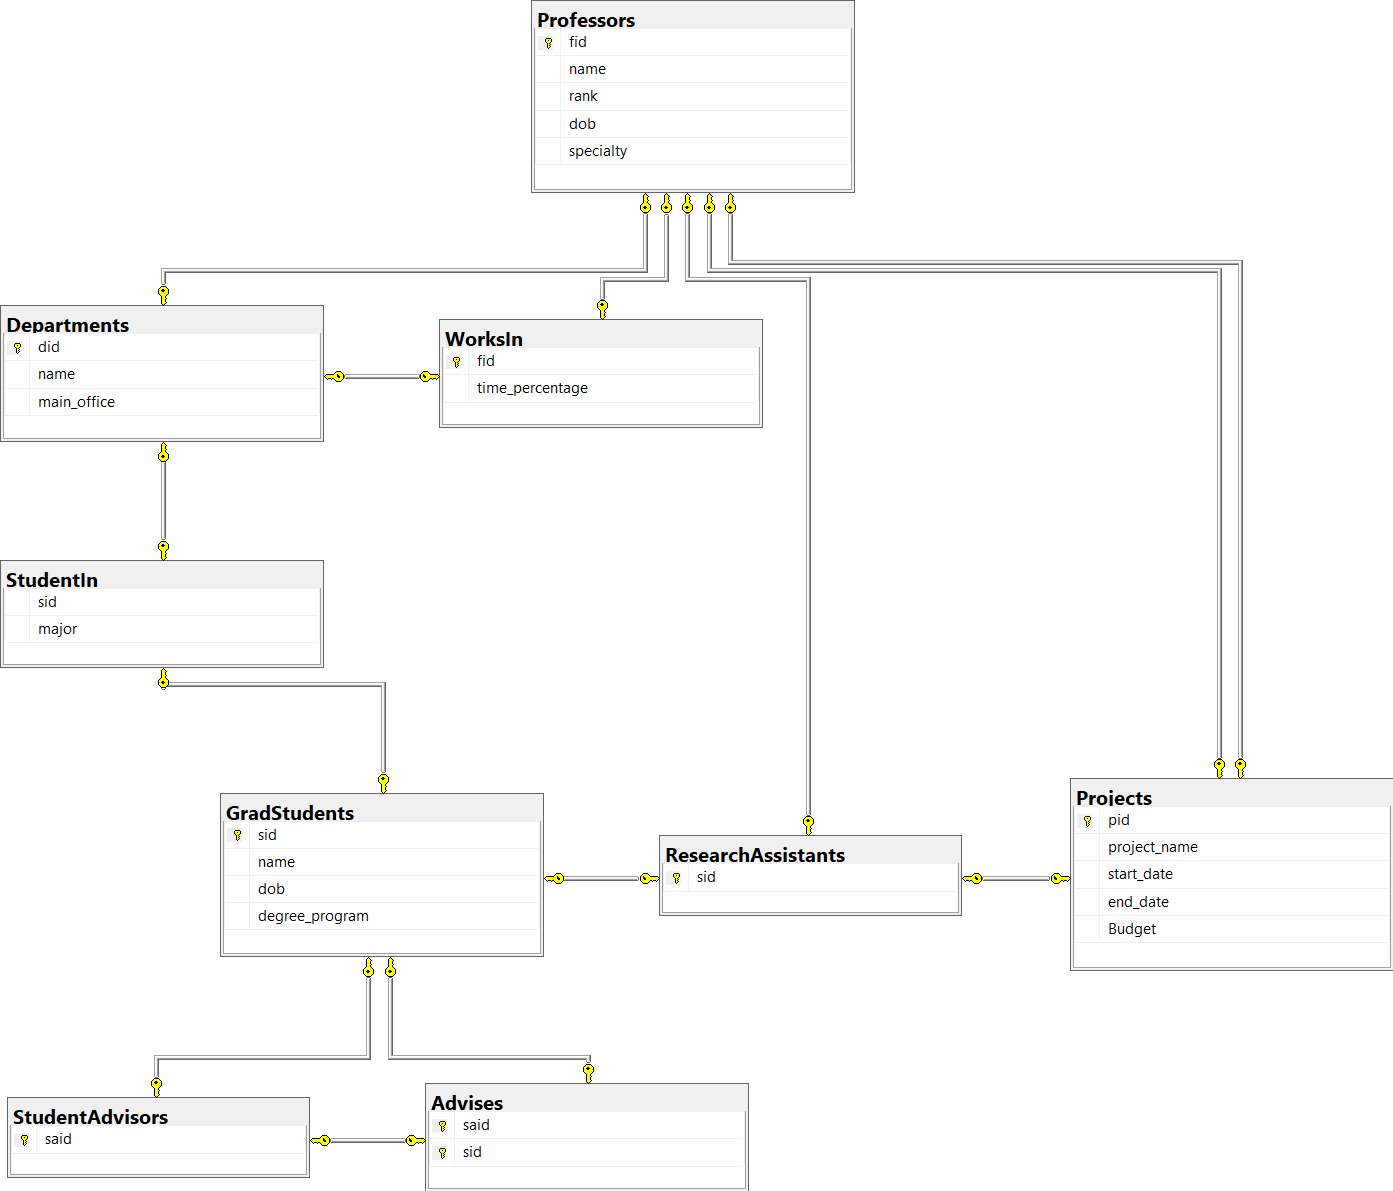 Professors
fid
name
rank
dob
specialty
Departments
did
name
main_office
WorksIn
fid
time_percentage
StudentIn
sid
major
GradStudents
sid
name
dob
degree_program
ResearchAssistants
sid
Projects
pid
project_name
start_date
end_date
Budget
StudentAdvisors
said
Advises
said
sid